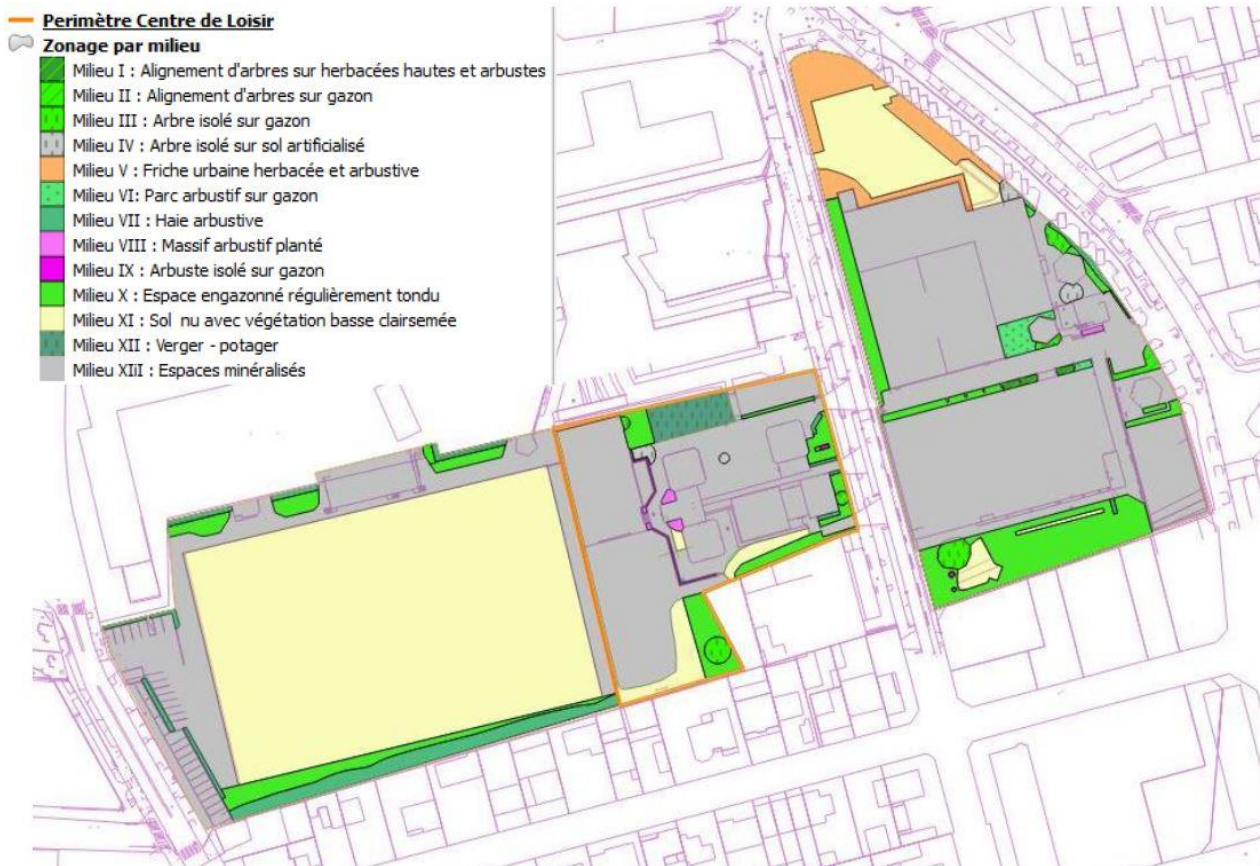 Perimètre Centre de Loisir
Zonage par milieu
Milieu I : Alignement d'arbres sur herbacées hautes et arbustes
Milieu II : Alignement d'arbres sur gazon
Milieu III : Arbre isolé sur gazon
Milieu IV : Arbre isolé sur sol artificialisé
Milieu V : Friche urbaine herbacée et arbustive
Milieu VI: Parc arbustif sur gazon
Milieu VII : Haie arbustive
Milieu VIII : Massif arbustif planté
Milieu IX : Arbuste isolé sur gazon
Milieu X : Espace engazonné régulièrement tondu
Milieu XI : Sol nu avec végétation basse clairsemée
Milieu XII : Verger - potager
Milieu XIII : Espaces minéralisés